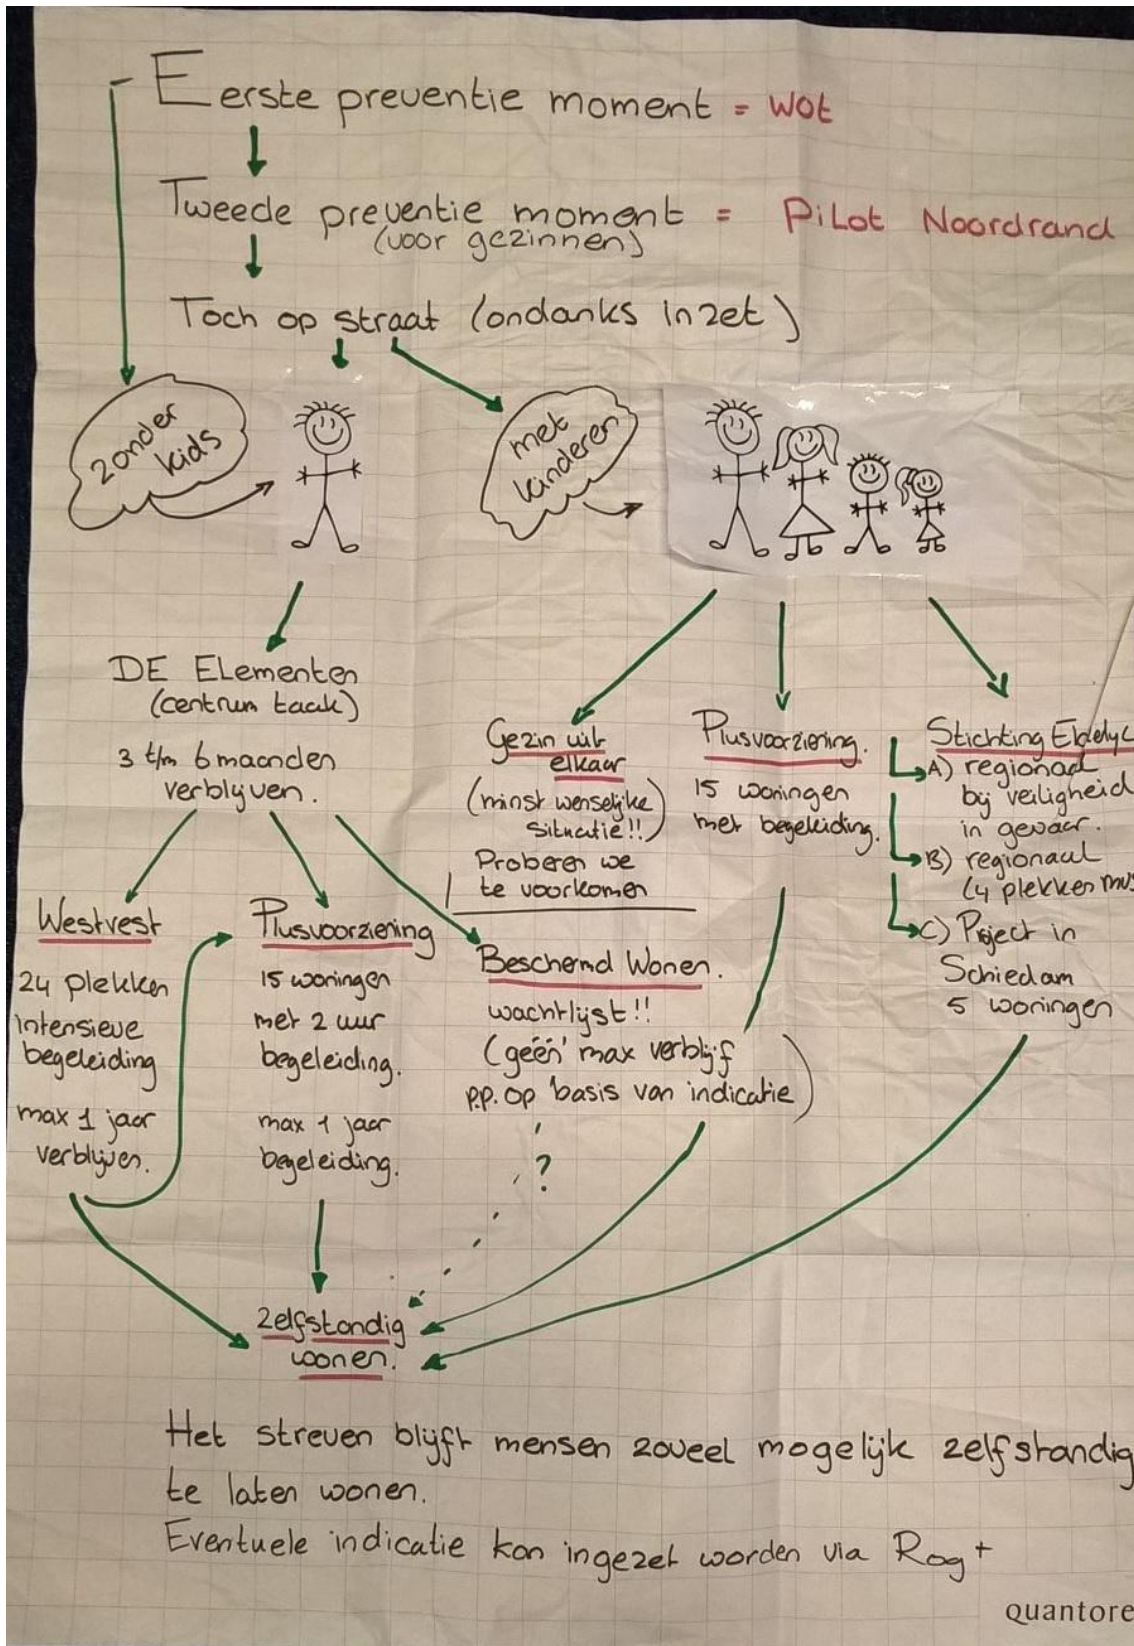 - Eerste preventie moment = WOt
Tweede preventie moment = PiLot Noordrand
(voor gezinnen)
Toch op straat (ondanks inzet)
zonder
kids
met
kinderen
DE ELementen
(centrum taak)
3 t/m 6 maanden
verblijven.
Gezin uit
elkaar
(minst wenselijke
situatie!!)
Proberen we
te voorkomen
Plusvoorziening.
15 woningen
met begeleiding.
Stichting
A) regionaal
bij veiligheid
in gevaar.
B) regionaal
(4 plekken
C) Project in
Schiedam
5 woningen
Westvest
24 plekken
intensieve
begeleiding
max 1 jaar
verblijven.
Plusvoorziening
15 woningen
met 2 uur
begeleiding.
max 1 jaar
begeleiding.
Beschermd Wonen.
wachtlijst!!
(géén' max verblijf
p.p. op basis van indicatie)
?
Zelfstandig
wonen.
Het streven blijft mensen zoveel mogelijk zelfstandig
te laten wonen.
Eventuele indicatie kan ingezet worden via Rog+
quantore